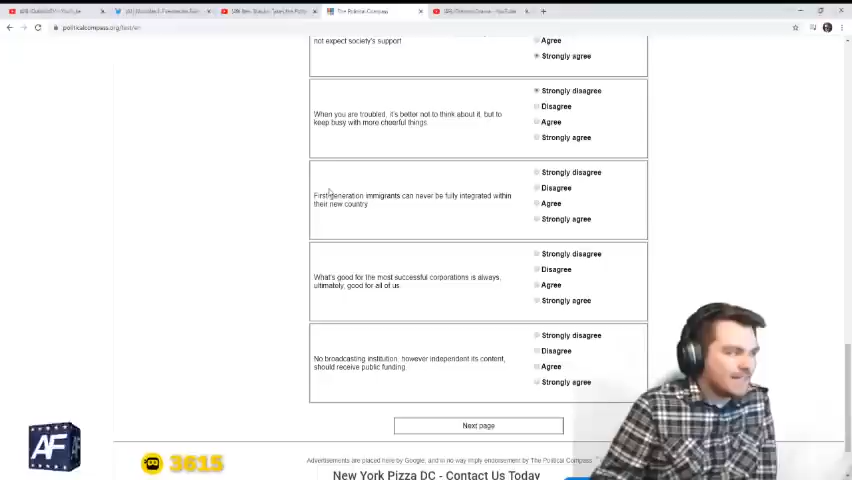 The Political Compass
politicalcompass.org/test/en
not expect society's support
Agree
Strongly agree
Strongly disagree
Disagree
When you are troubled, it's better not to think about it, but to
keep busy with more cheerful things.
Agree
Strongly agree
Strongly disagree
Disagree
First-generation immigrants can never be fully integrated within
their new country
Agree
Strongly agree
Strongly disagree
Disagree
What's good for the most successful corporations is always,
ultimately, good for all of us.
Agree
Strongly agree
Strongly disagree
Disagree
No broadcasting institution, however independent its content,
should receive public funding.
Agree
Strongly agree
Next page
AF
3615
Advertisements are placed here by Google, and in no way imply endorsement by The Political Compass
New York Pizza DC - Contact Us Today